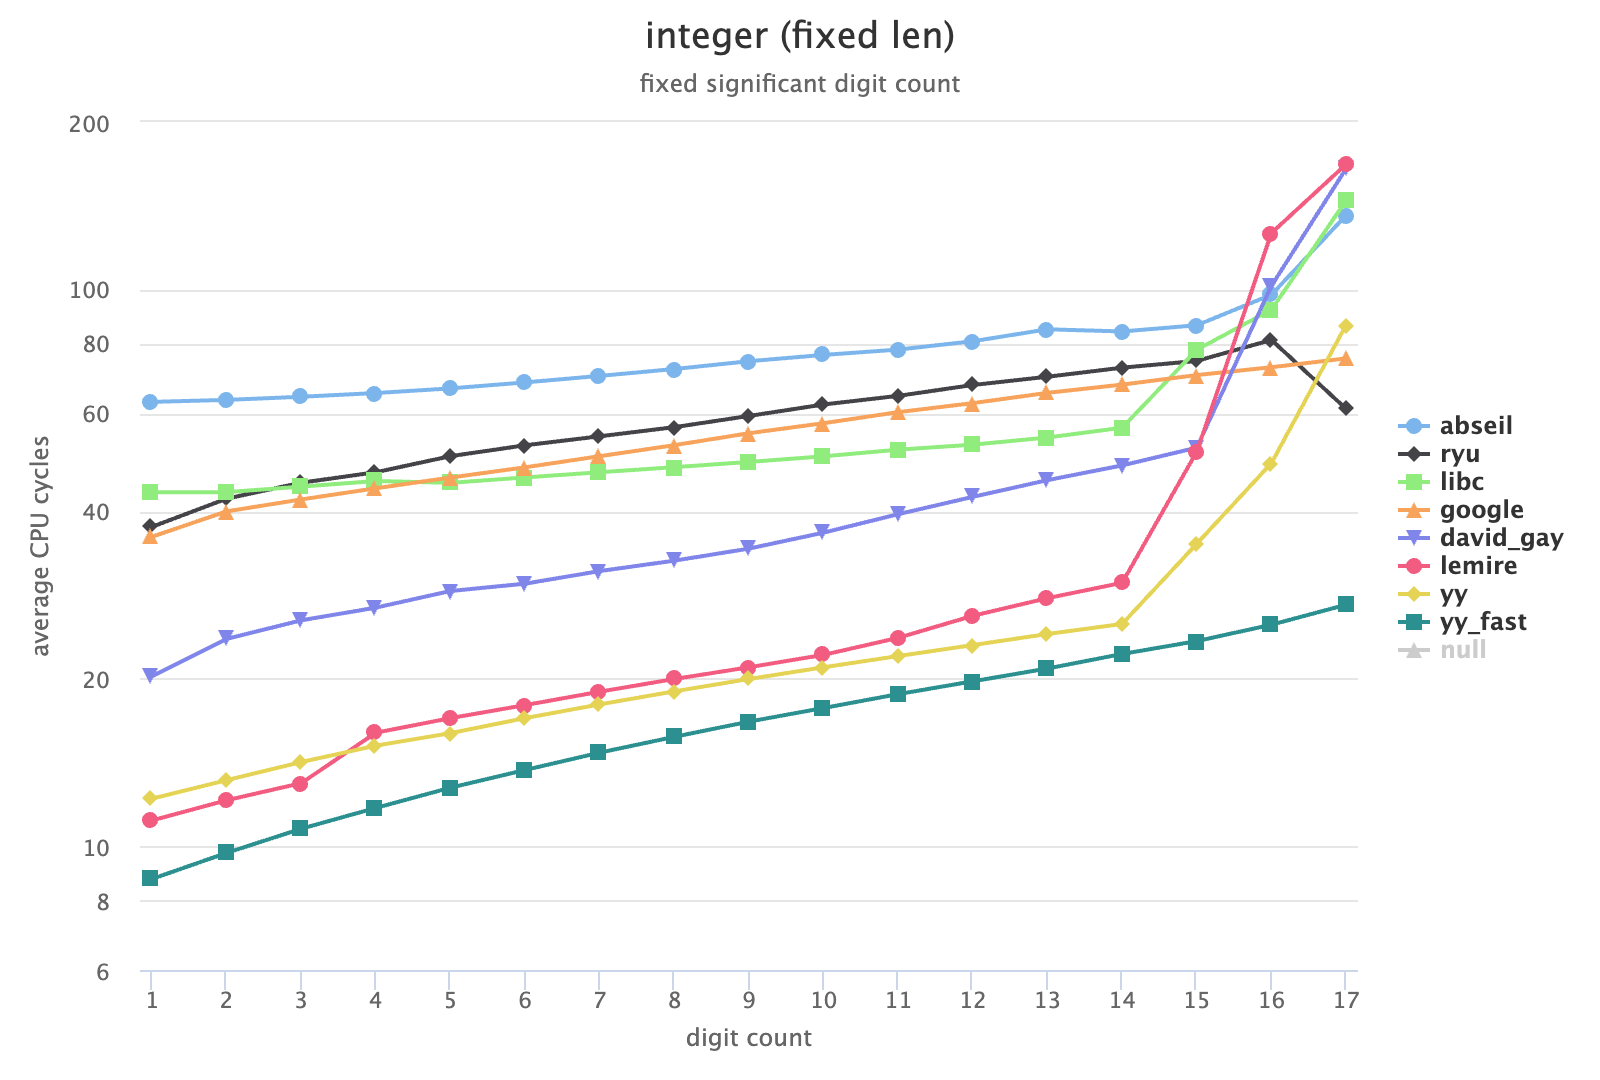 integer (fixed len)
fixed significant digit count
200
100
80
60
40
20
10
8
6
average CPU cycles
1 2 3 4 5 6 7 8 9 10 11 12 13 14 15 16 17
digit count
abseil
ryu
libc
google
david_gay
lemire
yy
yy_fast
null